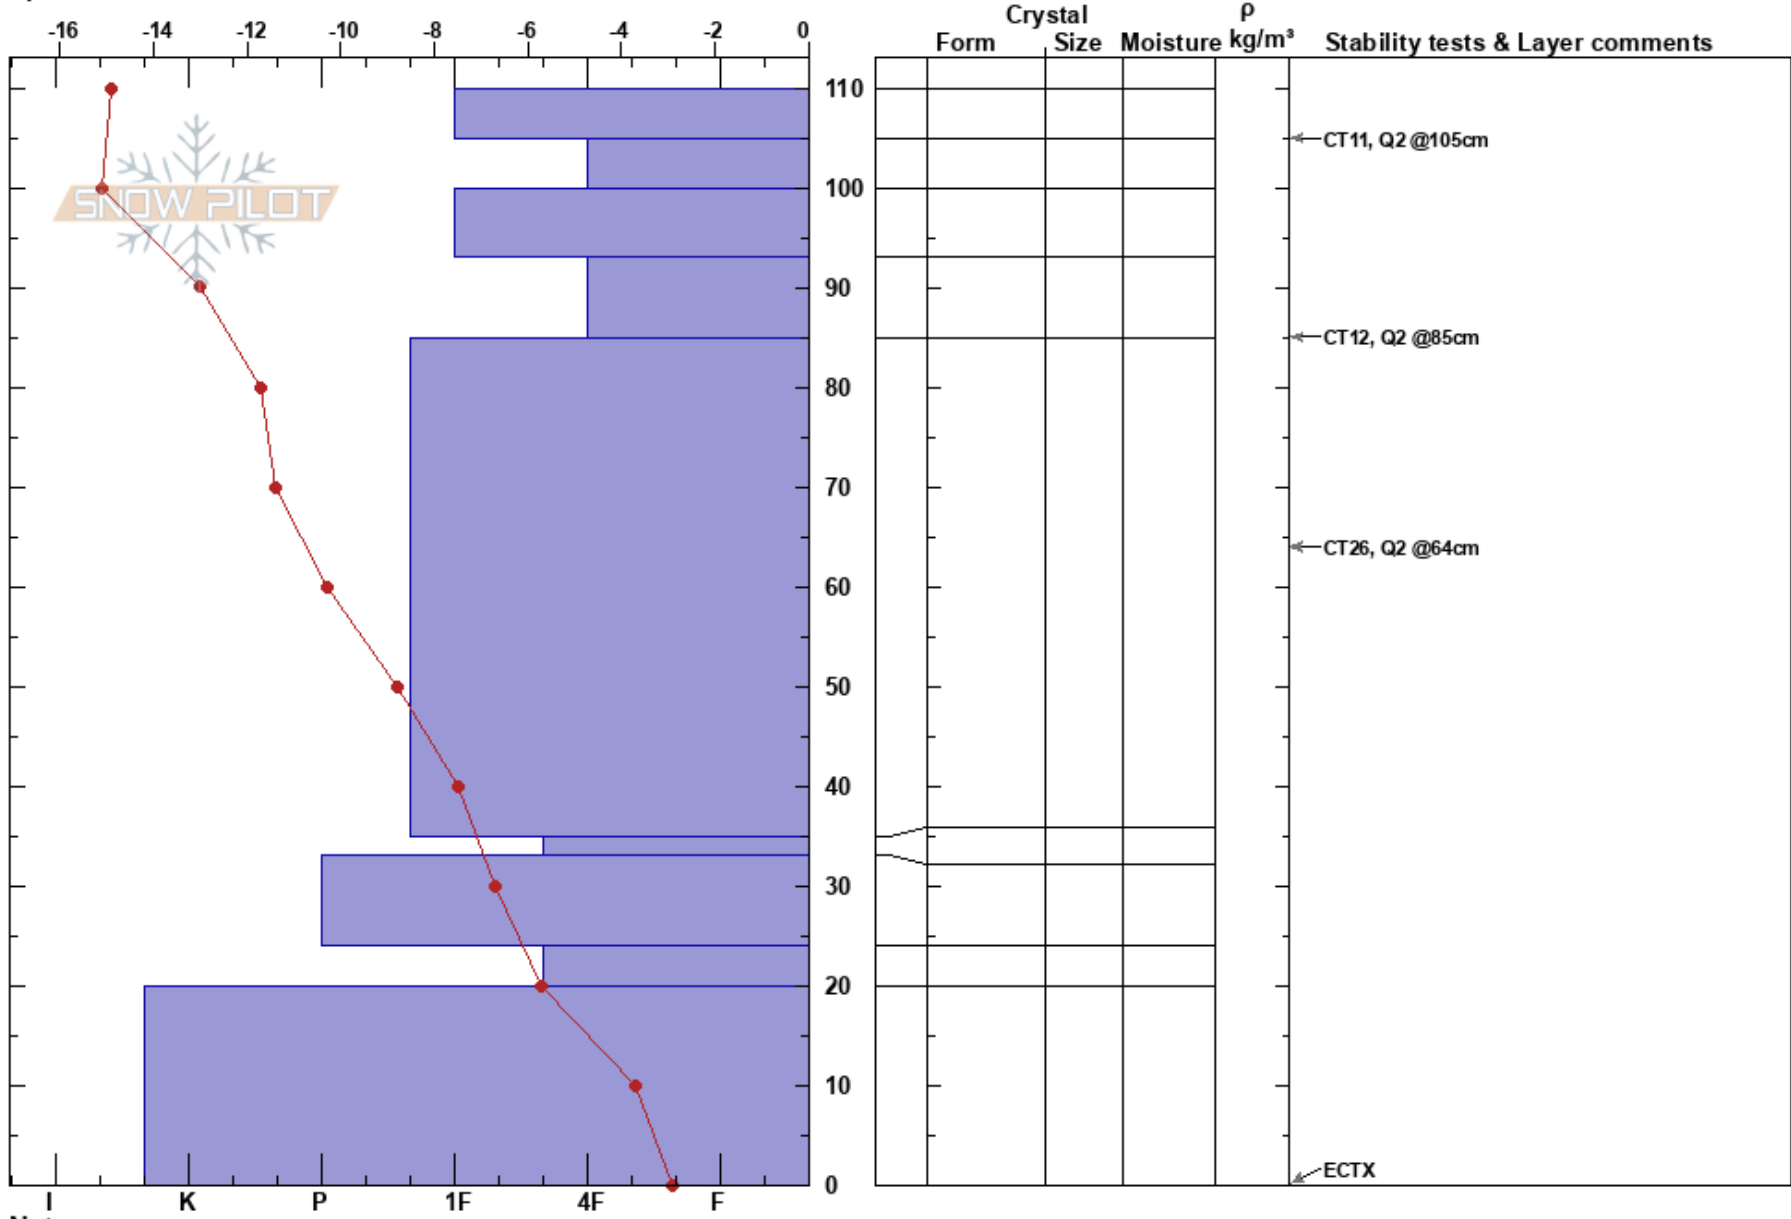 Crystal ρ
-16 -14 -12 -10 -8 -6 -4 -2 0 Form Size Moisture kg/m³ Stability tests & Layer comments
110
CT11, Q2 @105cm
100
SNOW PILOT
90
CT12, Q2 @85cm
80
70
CT26, Q2 @64cm
60
50
40
30
20
10
ECTX
0
I K P 1F 4F F